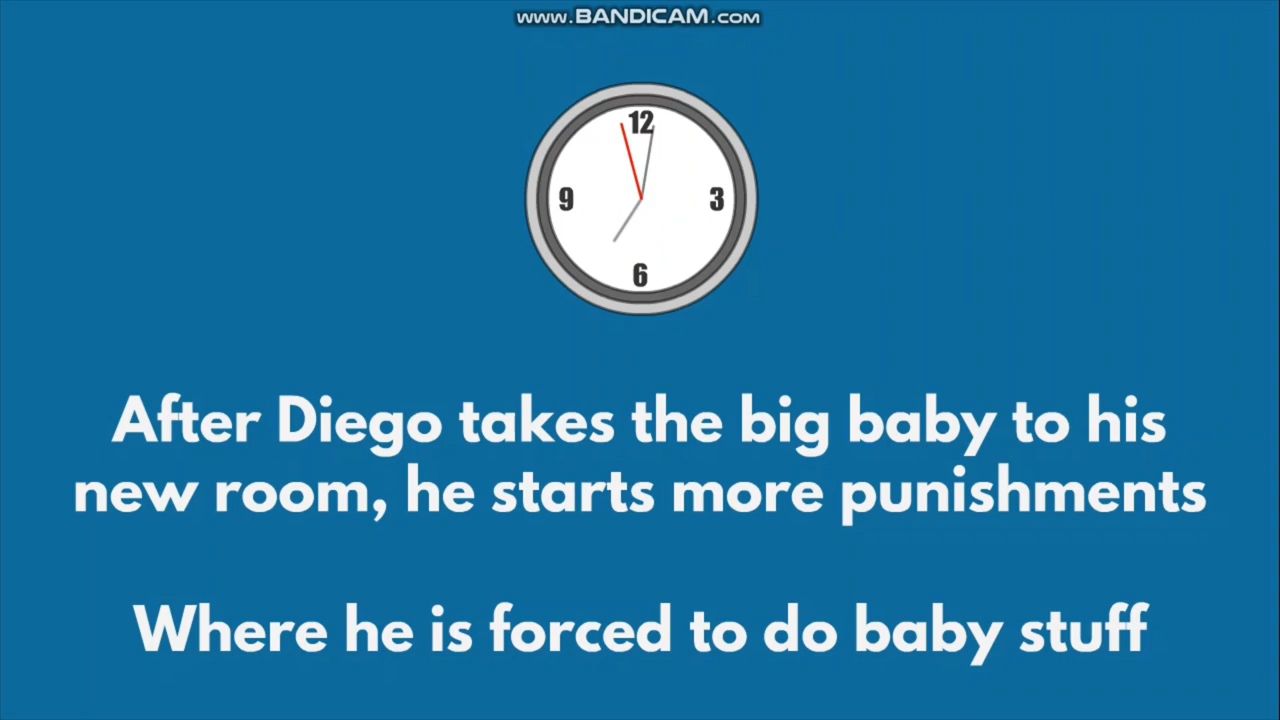 www.BANDICAM.com
12
9 3
6
After Diego takes the big baby to his
new room, he starts more punishments
Where he is forced to do baby stuff